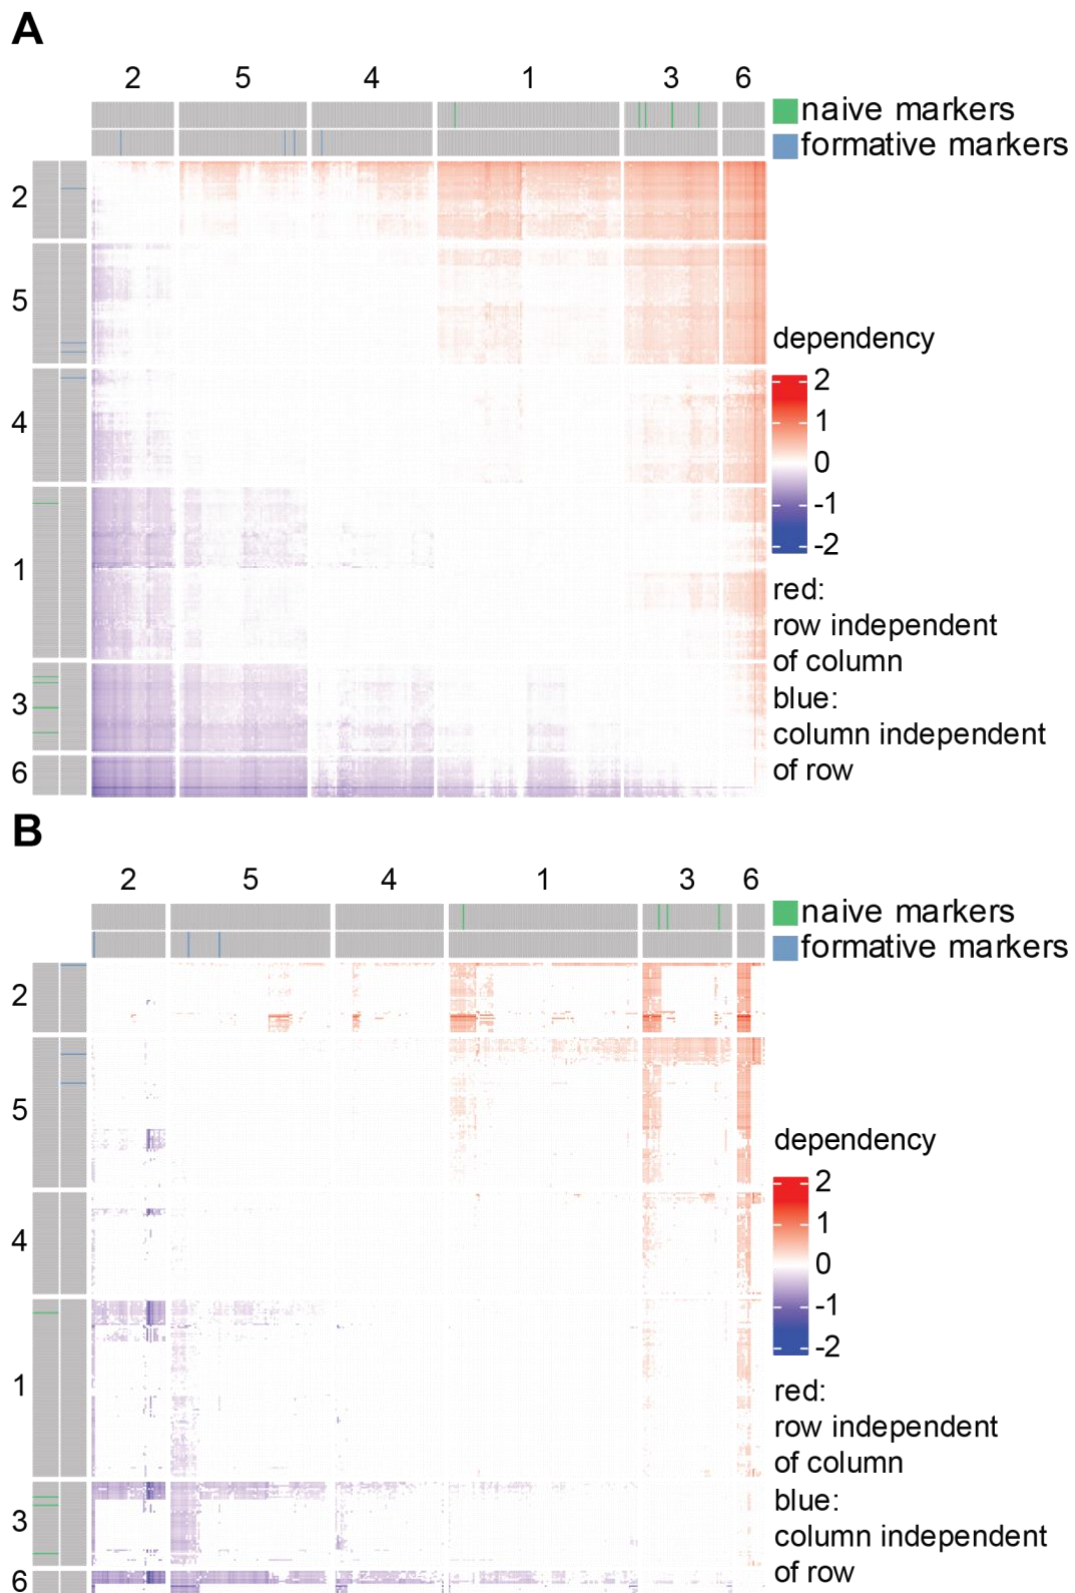 A
2 5 4 1 3 6
naive markers
formative markers
2
5
4
1
3
6
dependency
2
1
0
-1
-2
red:
row independent
of column
blue:
column independent
of row
B
2 5 4 1 3 6
naive markers
formative markers
2
5
4
1
3
6
dependency
2
1
0
-1
-2
red:
row independent
of column
blue:
column independent
of row